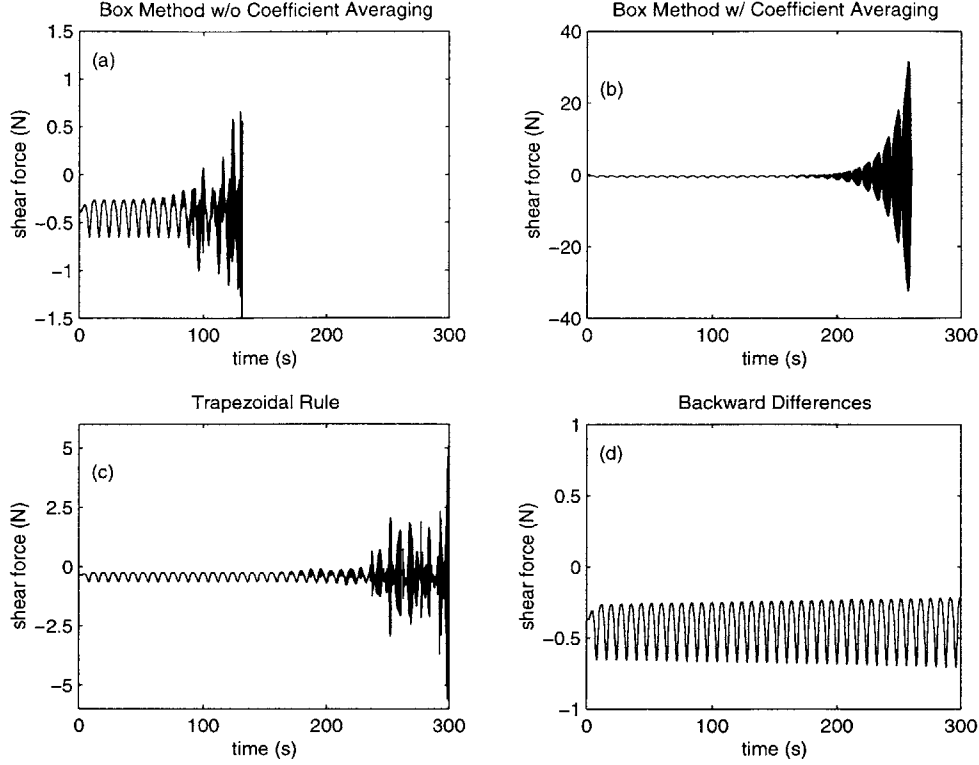 Box Method w/o Coefficient Averaging
1.5
1
0.5
0
−0.5
−1
−1.5
shear force (N)
(a)
0 100 200 300
time (s)
Box Method w/ Coefficient Averaging
40
20
0
−20
−40
shear force (N)
(b)
0 100 200 300
time (s)
Trapezoidal Rule
5
2.5
0
−2.5
−5
shear force (N)
(c)
0 100 200 300
time (s)
Backward Differences
1
0.5
0
−0.5
−1
shear force (N)
(d)
0 100 200 300
time (s)